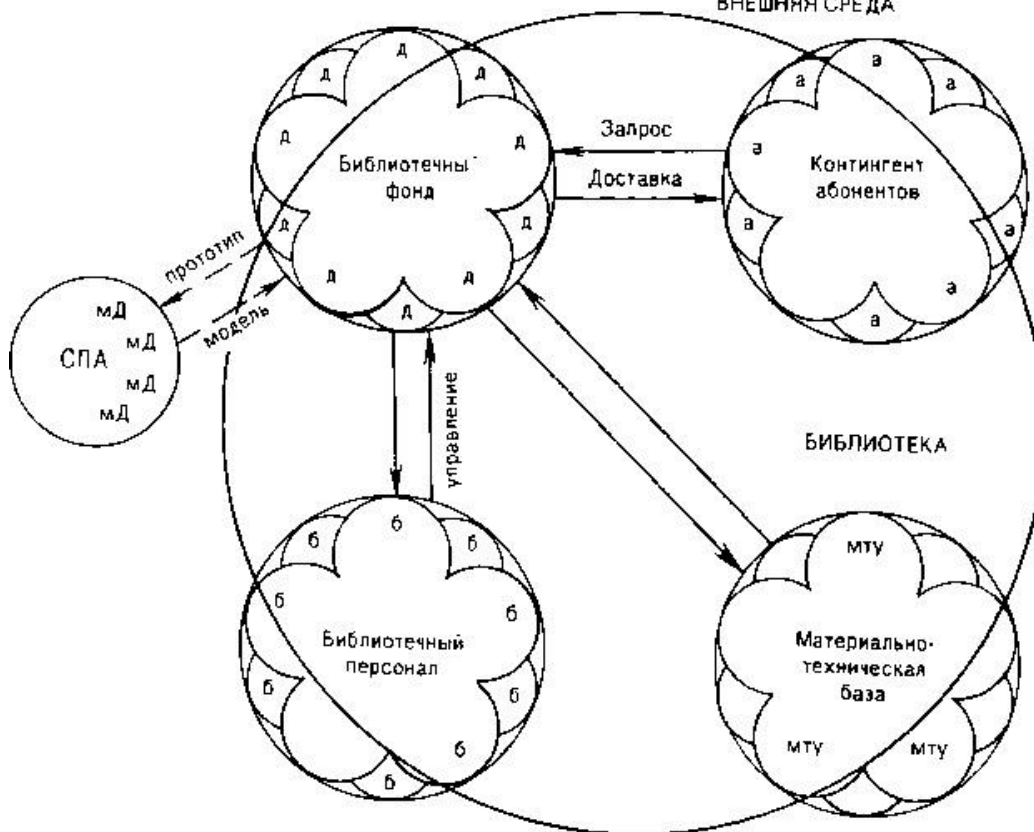 ВНЕШНЯЯ СРЕДА
д
д
д
д
д
Библиотечный
фонд
д
д
д
д
д
Запрос
Доставка
а
а
а
а
Контингент
абонентов
а
а
а
а
прототип
модель
СПА
мД
мД
мД
мД
управление
БИБЛИОТЕКА
б
б
б
б
б
Библиотечный
персонал
б
б
б
б
мту
Материально-
техническая
база
мту
мту